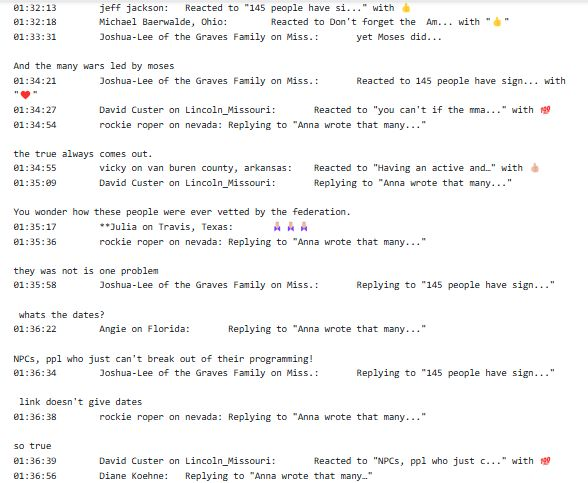 01:32:13 jeff jackson: Reacted to "145 people have si..." with 👍
01:32:18 Michael Baerwalde, Ohio: Reacted to Don't forget the Am... with "👍"
01:33:31 Joshua-Lee of the Graves Family on Miss.: yet Moses did...
And the many wars led by moses
01:34:21 Joshua-Lee of the Graves Family on Miss.: Reacted to 145 people have sign... with
"❤️"
01:34:27 David Custer on Lincoln_Missouri: Reacted to "you can't if the mma..." with 💯
01:34:54 rockie roper on nevada: Replying to "Anna wrote that many..."
the true always comes out.
01:34:55 vicky on van buren county, arkansas: Reacted to "Having an active and…" with 👍🏻
01:35:09 David Custer on Lincoln_Missouri: Replying to "Anna wrote that many..."
You wonder how these people were ever vetted by the federation.
01:35:17 **Julia on Travis, Texas:
01:35:36 rockie roper on nevada: Replying to "Anna wrote that many..."
they was not is one problem
01:35:58 Joshua-Lee of the Graves Family on Miss.: Replying to "145 people have sign..."
whats the dates?
01:36:22 Angie on Florida: Replying to "Anna wrote that many..."
NPCs, ppl who just can't break out of their programming!
01:36:34 Joshua-Lee of the Graves Family on Miss.: Replying to "145 people have sign..."
link doesn't give dates
01:36:38 rockie roper on nevada: Replying to "Anna wrote that many..."
so true
01:36:39 David Custer on Lincoln_Missouri: Reacted to "NPCs, ppl who just c..." with 💯
01:36:56 Diane Koehne: Replying to "Anna wrote that many…"